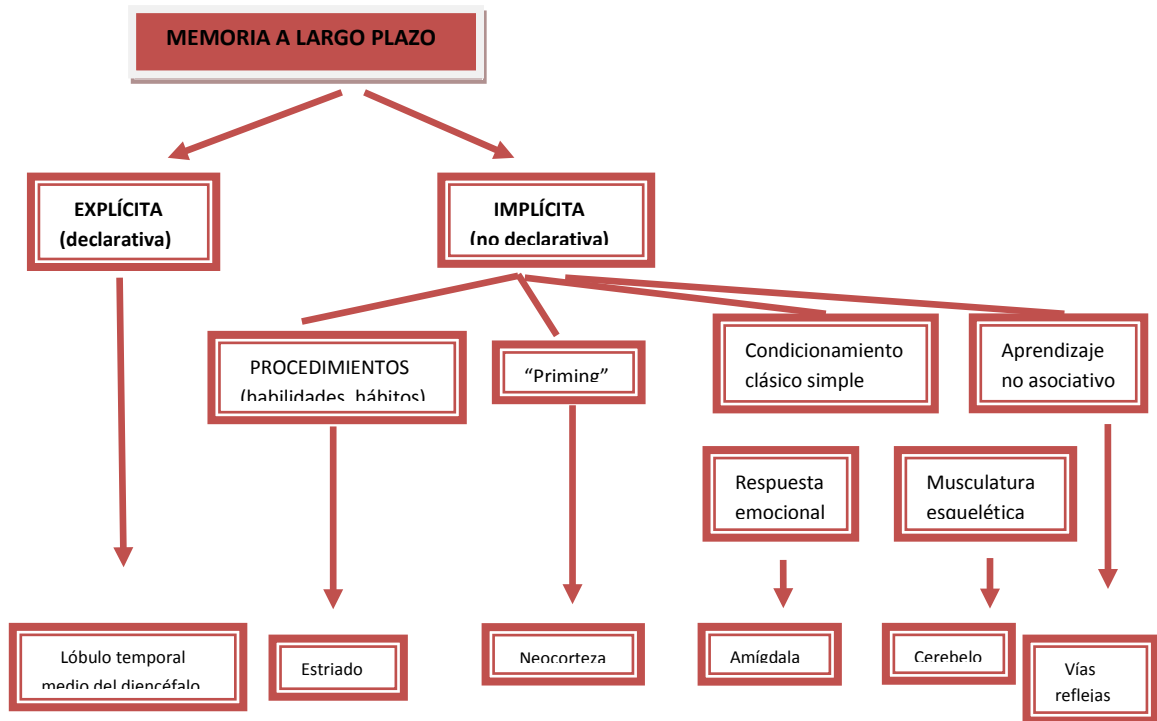 MEMORIA A LARGO PLAZO
EXPLÍCITA
(declarativa)
IMPLÍCITA
(no declarativa)
PROCEDIMIENTOS
(habilidades, hábitos)
“Priming”
Condicionamiento
clásico simple
Aprendizaje
no asociativo
Respuesta
emocional
Musculatura
esquelética
Lóbulo temporal
medio del diencéfalo
Estriado
Neocorteza
Amígdala
Cerebelo
Vías
reflejas